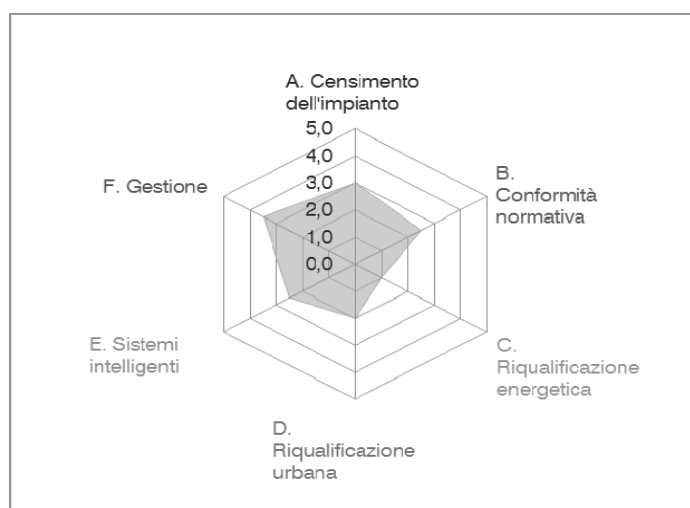 A. Censimento
dell'impianto
5,0
4,0
3,0
2,0
1,0
0,0
B.
Conformità
normativa
C.
Riqualificazione
energetica
D.
Riqualificazione
urbana
E. Sistemi
intelligenti
F. Gestione